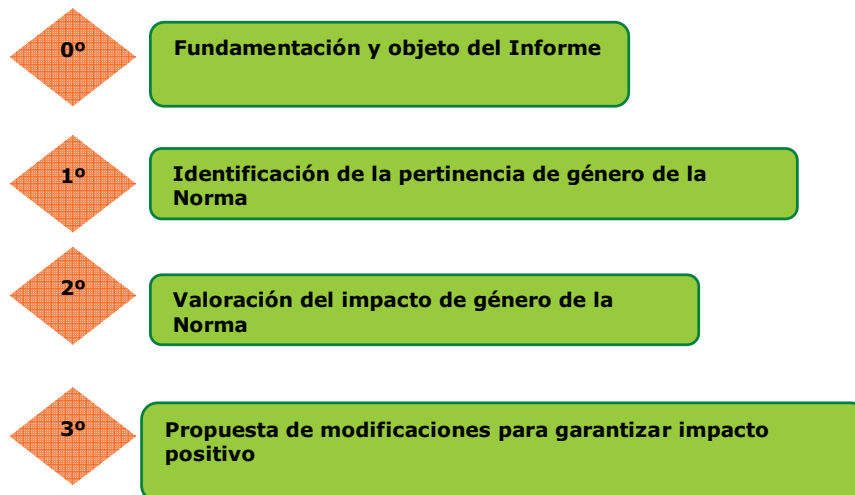 0º
Fundamentación y objeto del Informe
1º
Identificación de la pertinencia de género de la
Norma
2º
Valoración del impacto de género de la
Norma
3º
Propuesta de modificaciones para garantizar impacto
positivo